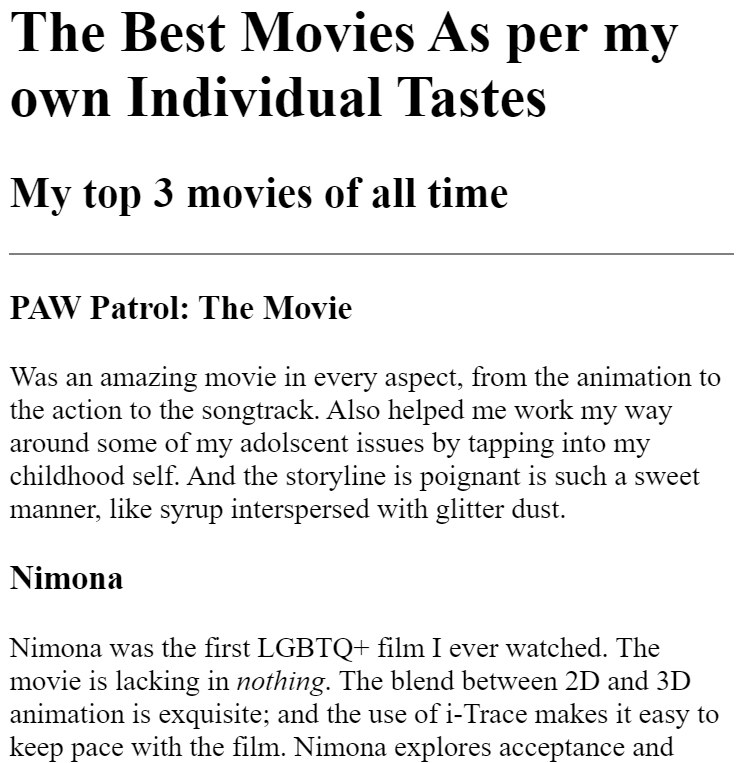 The Best Movies As per my
own Individual Tastes
My top 3 movies of all time
PAW Patrol: The Movie
Was an amazing movie in every aspect, from the animation to
the action to the songtrack. Also helped me work my way
around some of my adolscent issues by tapping into my
childhood self. And the storyline is poignant is such a sweet
manner, like syrup interspersed with glitter dust.
Nimona
Nimona was the first LGBTQ+ film I ever watched. The
movie is lacking in nothing. The blend between 2D and 3D
animation is exquisite; and the use of i-Trace makes it easy to
keep pace with the film. Nimona explores acceptance and